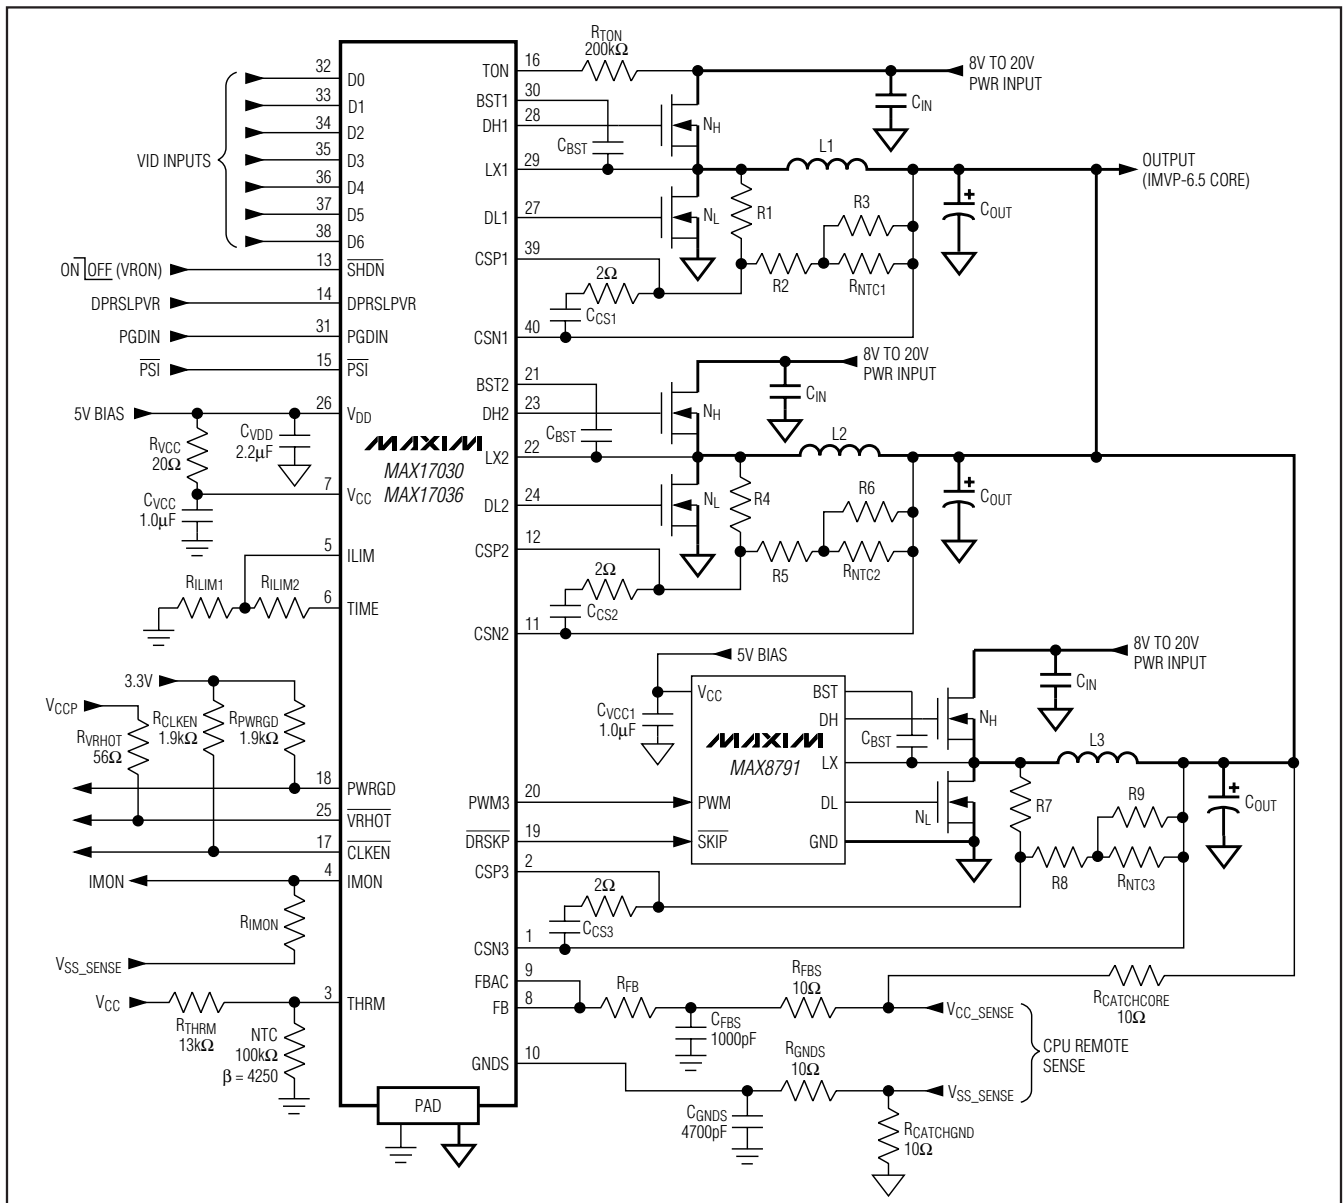 VID INPUTS
32
D0
33
D1
34
D2
35
D3
36
D4
37
D5
38
D6
ON OFF (VRON)
13
SHDN
DPRSLPVR
14
DPRSLPVR
PGDIN
31
PGDIN
PSI
15
PSI
5V BIAS
26
VDD
RVCC
20Ω
CVDD
2.2μF
7
VCC
CVCC
1.0μF
5
ILIM
RILIM1
RILIM2
6
TIME
3.3V
VCCP
RVRHOT
56Ω
RCLKEN
1.9kΩ
RPWRGD
1.9kΩ
18
PWRGD
25
VRHOT
17
CLKEN
IMON
4
IMON
RIMON
VSS_SENSE
VCC
3
THRM
RTHRM
13kΩ
NTC
100kΩ
β = 4250
MAXIM
MAX17030
MAX17036
PAD
TON
16
RTON
200kΩ
BST1
30
DH1
28
CBST
LX1
29
DL1
27
CSP1
39
2Ω
CCS1
CSN1
40
NH
NL
8V TO 20V
PWR INPUT
CIN
L1
R1
R2
R3
RNTC1
COUT
OUTPUT
(IMVP-6.5 CORE)
BST2
21
DH2
23
CBST
LX2
22
DL2
24
CSP2
12
2Ω
CCS2
CSN2
11
NH
NL
8V TO 20V
PWR INPUT
CIN
L2
R4
R5
R6
RNTC2
COUT
5V BIAS
CVCC1
1.0μF
VCC
BST
DH
MAXIM
MAX8791
LX
PWM
DL
SKIP
GND
CBST
NH
NL
8V TO 20V
PWR INPUT
CIN
L3
R7
R8
R9
RNTC3
COUT
PWM3
20
DRSKP
19
CSP3
2
2Ω
CCS3
CSN3
1
FBAC
9
FB
8
RFB
CFBS
1000pF
RFBS
10Ω
RCATCHCORE
10Ω
VCC_SENSE
CPU REMOTE
SENSE
GNDS
10
RGNDS
10Ω
VSS_SENSE
CGNDS
4700pF
RCATCHGND
10Ω